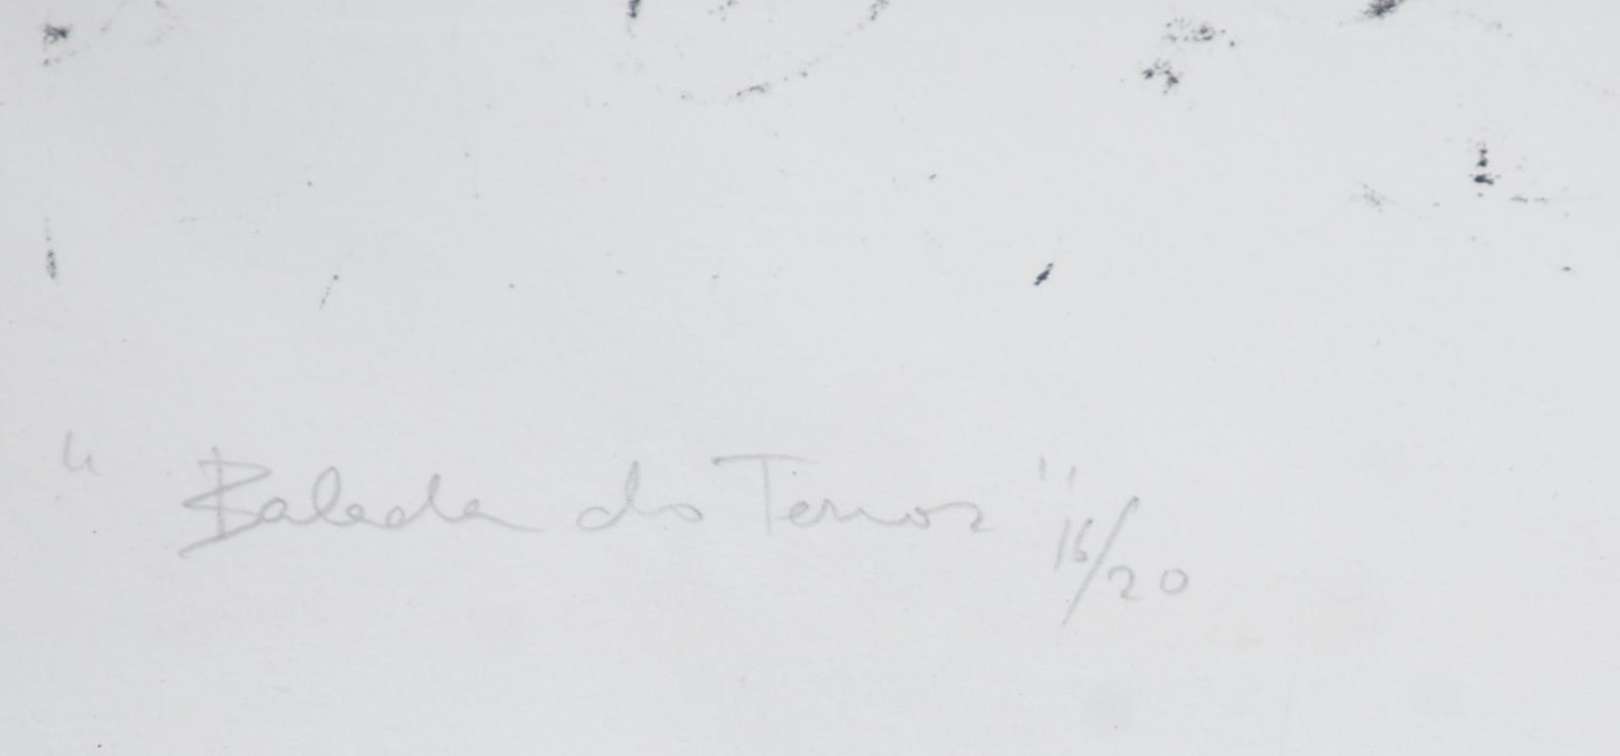 "Balada do Terror" 16/20